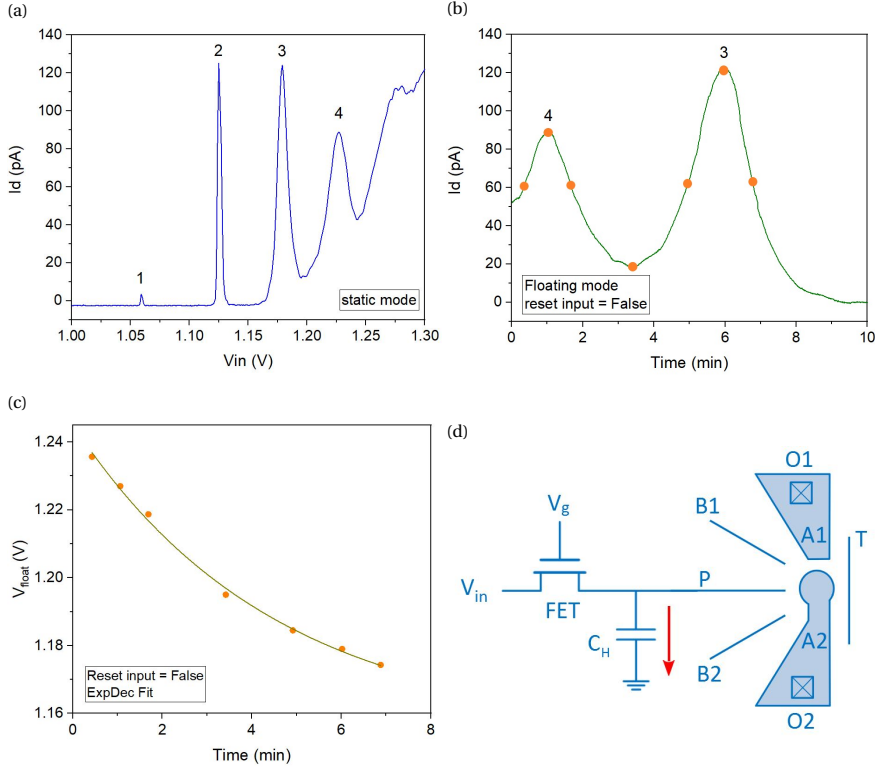 (a)
140
120
100
80
60
40
20
0
Id (pA)
1
2
3
4
static mode
1.00 1.05 1.10 1.15 1.20 1.25 1.30
Vin (V)
(b)
140
120
100
80
60
40
20
0
Id (pA)
4
3
Floating mode
reset input = False
0 2 4 6 8 10
Time (min)
(c)
1.24
1.22
1.20
1.18
1.16
V_float (V)
Reset input = False
ExpDec Fit
0 2 4 6 8
Time (min)
(d)
O1
B1
V_g
A1
T
V_in
P
FET
C_H
A2
B2
O2